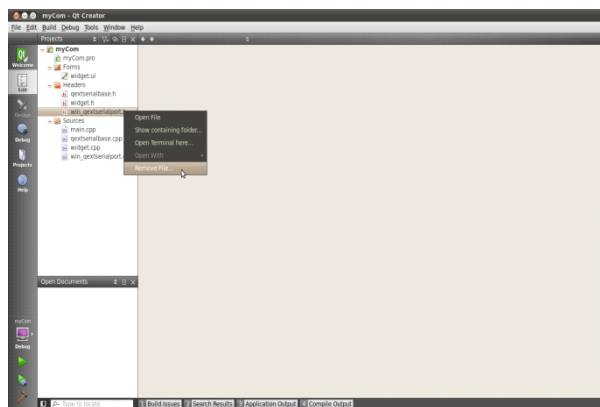 myCom - Qt Creator
File Edit Build Debug Tools Window Help
Projects
myCom
myCom.pro
Forms
widget.ui
Headers
qextserialbase.h
widget.h
win_qextserialport.h
Sources
main.cpp
qextserialbase.cpp
widget.cpp
win_qextserialport.
Open File
Show containing folder...
Open Terminal here...
Open With
Remove File...
Qt
Welcome
Edit
Design
Debug
Projects
Help
Open Documents
myCom
Debug
Type to locate
1 Build Issues 2 Search Results 3 Application Output 4 Compile Output